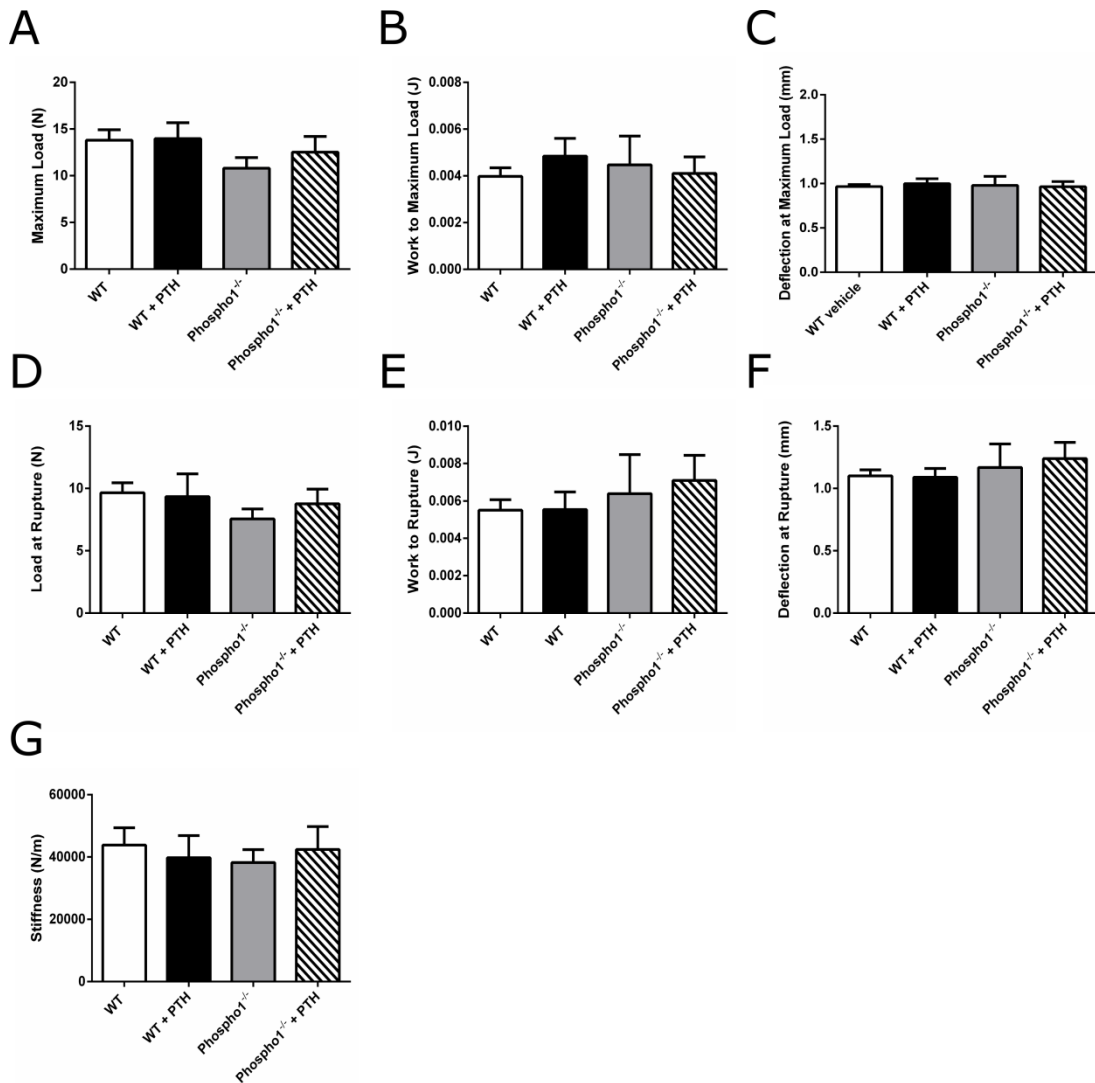 A
Maximum Load (N)
20
15
10
5
0
WT
WT + PTH
Phospho1-/-
Phospho1-/- + PTH
B
Work to Maximum Load (J)
0.008
0.006
0.004
0.002
0.000
WT
WT + PTH
Phospho1-/-
Phospho1-/- + PTH
C
Deflection at Maximum Load (mm)
2.0
1.5
1.0
0.5
0.0
WT vehicle
WT + PTH
Phospho1-/-
Phospho1-/- + PTH
D
Load at Rupture (N)
15
10
5
0
WT
WT + PTH
Phospho1-/-
Phospho1-/- + PTH
E
Work to Rupture (J)
0.010
0.008
0.006
0.004
0.002
0.000
WT
WT
Phospho1-/-
Phospho1-/- + PTH
F
Deflection at Rupture (mm)
1.5
1.0
0.5
0.0
WT
WT + PTH
Phospho1-/-
Phospho1-/- + PTH
G
Stiffness (N/m)
60000
40000
20000
0
WT
WT + PTH
Phospho1-/-
Phospho1-/- + PTH